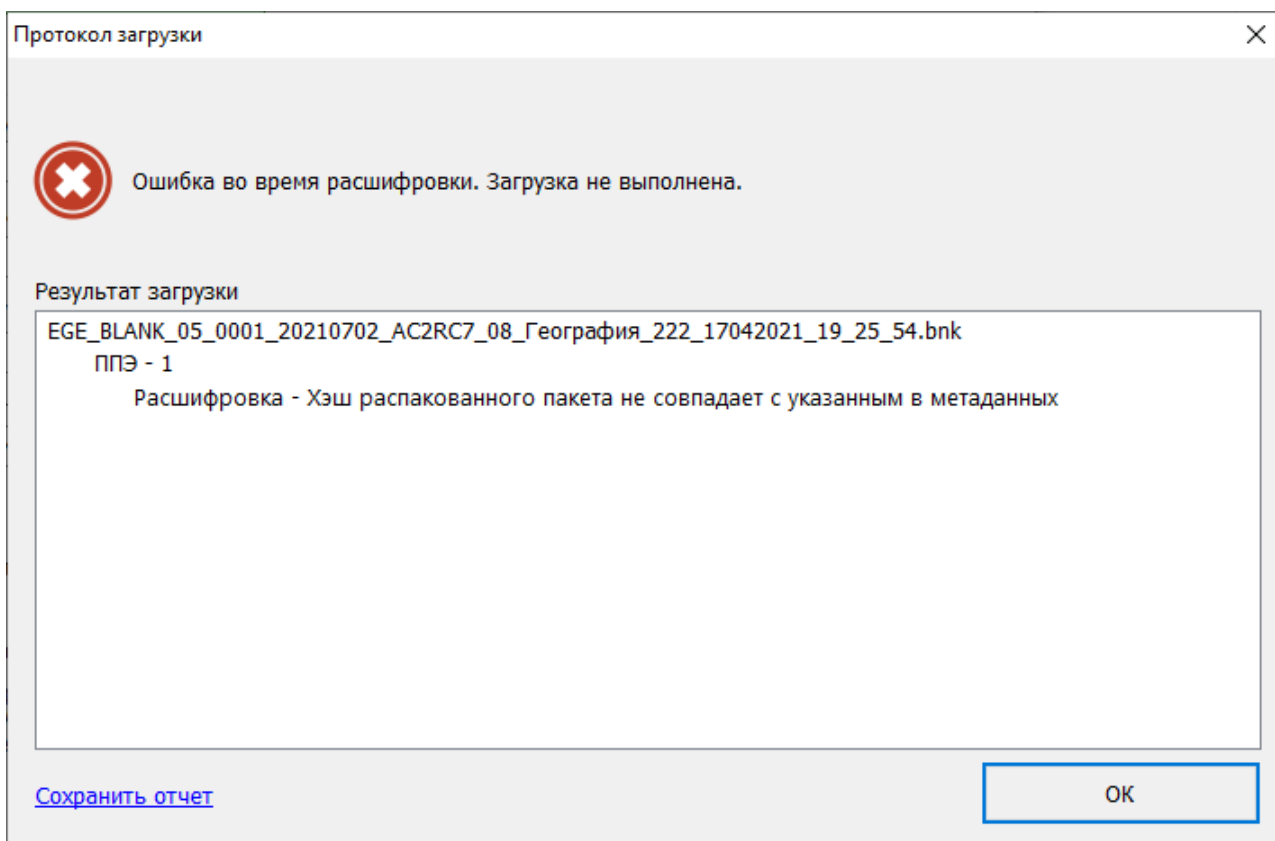 Протокол загрузки
Ошибка во время расшифровки. Загрузка не выполнена.
Результат загрузки
EGE_BLANK_05_0001_20210702_AC2RC7_08_География_222_17042021_19_25_54.bnk
ППЭ - 1
Расшифровка - Хэш распакованного пакета не совпадает с указанным в метаданных
Сохранить отчет
ОК